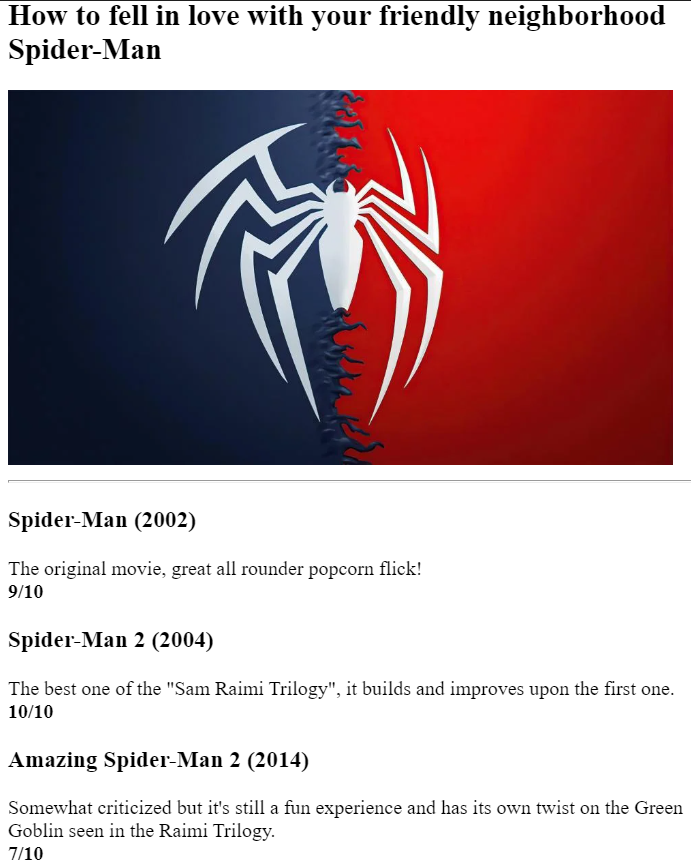 How to fell in love with your friendly neighborhood
Spider-Man
Spider-Man (2002)
The original movie, great all rounder popcorn flick!
9/10
Spider-Man 2 (2004)
The best one of the "Sam Raimi Trilogy", it builds and improves upon the first one.
10/10
Amazing Spider-Man 2 (2014)
Somewhat criticized but it's still a fun experience and has its own twist on the Green
Goblin seen in the Raimi Trilogy.
7/10